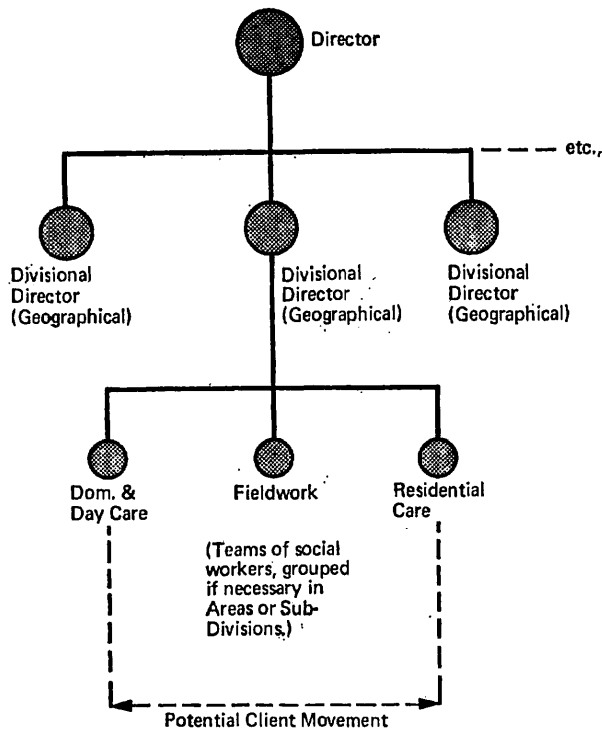 Director
etc.,
Divisional
Director
(Geographical)
Divisional
Director
(Geographical)
Divisional
Director
(Geographical)
Dom. &
Day Care
Fieldwork
Residential
Care
(Teams of social
workers, grouped
if necessary in
Areas or Sub-
Divisions.)
Potential Client Movement